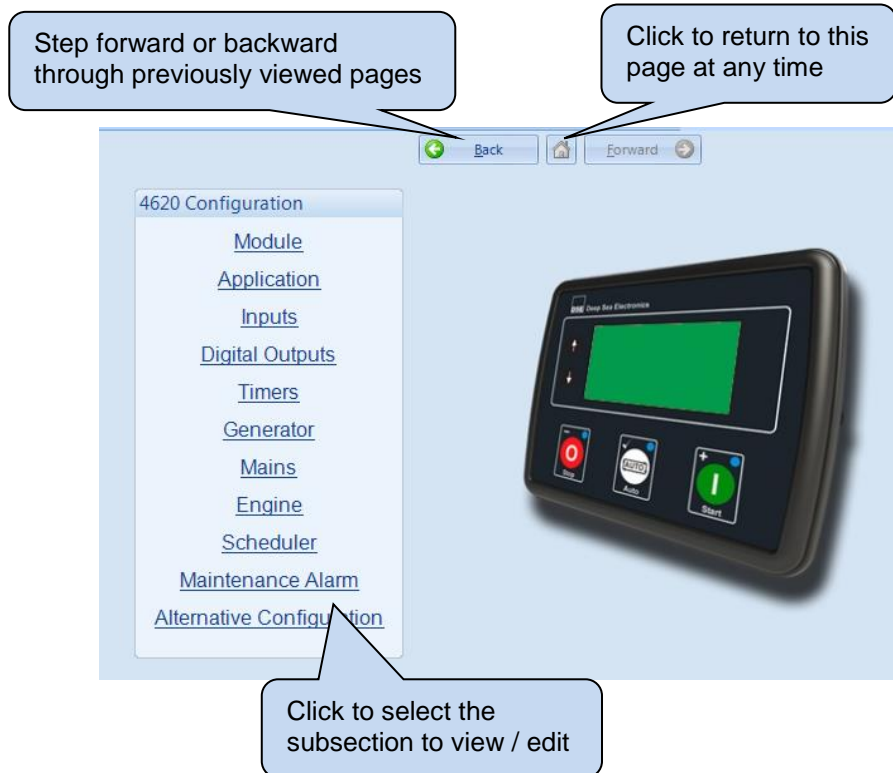 Step forward or backward
through previously viewed pages
Click to return to this
page at any time
Back
Forward
4620 Configuration
Module
Application
Inputs
Digital Outputs
Timers
Generator
Mains
Engine
Scheduler
Maintenance Alarm
Alternative Configuration
DSE Deep Sea Electronics
Stop
AUTO
Auto
Start
Click to select the
subsection to view / edit